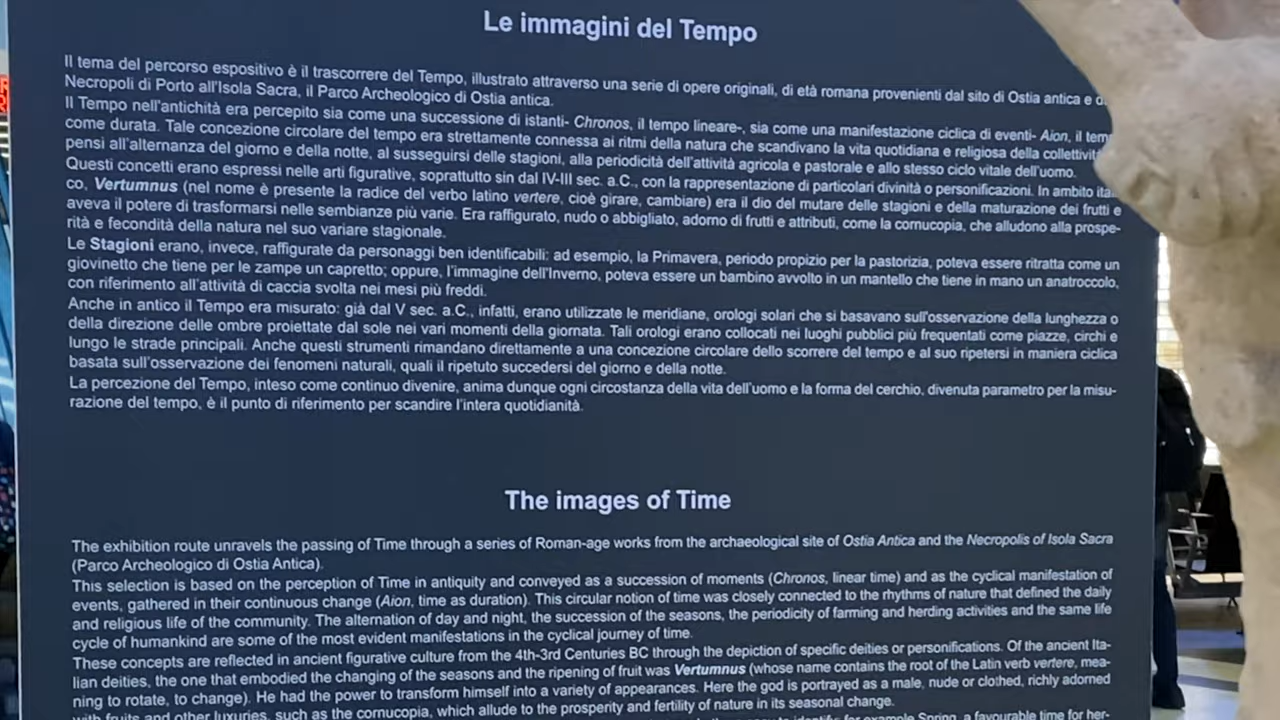 Le immagini del Tempo
Il tema del percorso espositivo è il trascorrere del Tempo, illustrato attraverso una serie di opere originali, di età romana provenienti dal sito di Ostia antica e
Necropoli di Porto all'Isola Sacra, il Parco Archeologico di Ostia antica.
Il Tempo nell'antichità era percepito sia come una successione di istanti- Chronos, il tempo lineare-, sia come una manifestazione ciclica di eventi- Aion, il
come durata. Tale concezione circolare del tempo era strettamente connessa ai ritmi della natura che scandivano la vita quotidiana e religiosa della
pensi all'alternanza del giorno e della notte, al susseguirsi delle stagioni, alla periodicità dell'attività agricola e pastorale e allo stesso ciclo vitale dell'uomo.
Questi concetti erano espressi nelle arti figurative, soprattutto sin dal IV-III sec. a.C., con la rappresentazione di particolari divinità o personificazioni. In ambito
co, Vertumnus (nel nome è presente la radice del verbo latino vertere, cioè girare, cambiare) era il dio del mutare delle stagioni e della maturazione dei frutti e
aveva il potere di trasformarsi nelle sembianze più varie. Era raffigurato, nudo o abbigliato, adorno di frutti e attributi, come la cornucopia, che alludono alla prospe-
rità e fecondità della natura nel suo variare stagionale.
Le Stagioni erano, invece, raffigurate da personaggi ben identificabili: ad esempio, la Primavera, periodo propizio per la pastorizia, poteva essere ritratta come un
giovinetto che tiene per le zampe un capretto; oppure, l'immagine dell'Inverno, poteva essere un bambino avvolto in un mantello che tiene in mano un anatroccolo,
con riferimento all'attività di caccia svolta nei mesi più freddi.
Anche in antico il Tempo era misurato: già dal V sec. a.C., infatti, erano utilizzate le meridiane, orologi solari che si basavano sull'osservazione della lunghezza o
della direzione delle ombre proiettate dal sole nei vari momenti della giornata. Tali orologi erano collocati nei luoghi pubblici più frequentati come piazze, circhi e
lungo le strade principali. Anche questi strumenti rimandano direttamente a una concezione circolare dello scorrere del tempo e al suo ripetersi in maniera ciclica
basata sull'osservazione dei fenomeni naturali, quali il ripetuto succedersi del giorno e della notte.
La percezione del Tempo, inteso come continuo divenire, anima dunque ogni circostanza della vita dell'uomo e la forma del cerchio, divenuta parametro per la misu-
razione del tempo, è il punto di riferimento per scandire l'intera quotidianità.
The images of Time
The exhibition route unravels the passing of Time through a series of Roman-age works from the archaeological site of Ostia Antica and the Necropolis of Isola Sacra
(Parco Archeologico di Ostia Antica).
This selection is based on the perception of Time in antiquity and conveyed as a succession of moments (Chronos, linear time) and as the cyclical manifestation of
events, gathered in their continuous change (Aion, time as duration). This circular notion of time was closely connected to the rhythms of nature that defined the daily
and religious life of the community. The alternation of day and night, the succession of the seasons, the periodicity of farming and herding activities and the same life
cycle of humankind are some of the most evident manifestations in the cyclical journey of time.
These concepts are reflected in ancient figurative culture from the 4th-3rd Centuries BC through the depiction of specific deities or personifications. Of the ancient Ita-
lian deities, the one that embodied the changing of the seasons and the ripening of fruit was Vertumnus (whose name contains the root of the Latin verb vertere, mea-
ning to rotate, to change). He had the power to transform himself into a variety of appearances. Here the god is portrayed as a male, nude or clothed, richly adorned
with fruits and other luxuries, such as the cornucopia, which allude to the prosperity and fertility of nature in its seasonal change.
for example Spring, a favourable time for her-